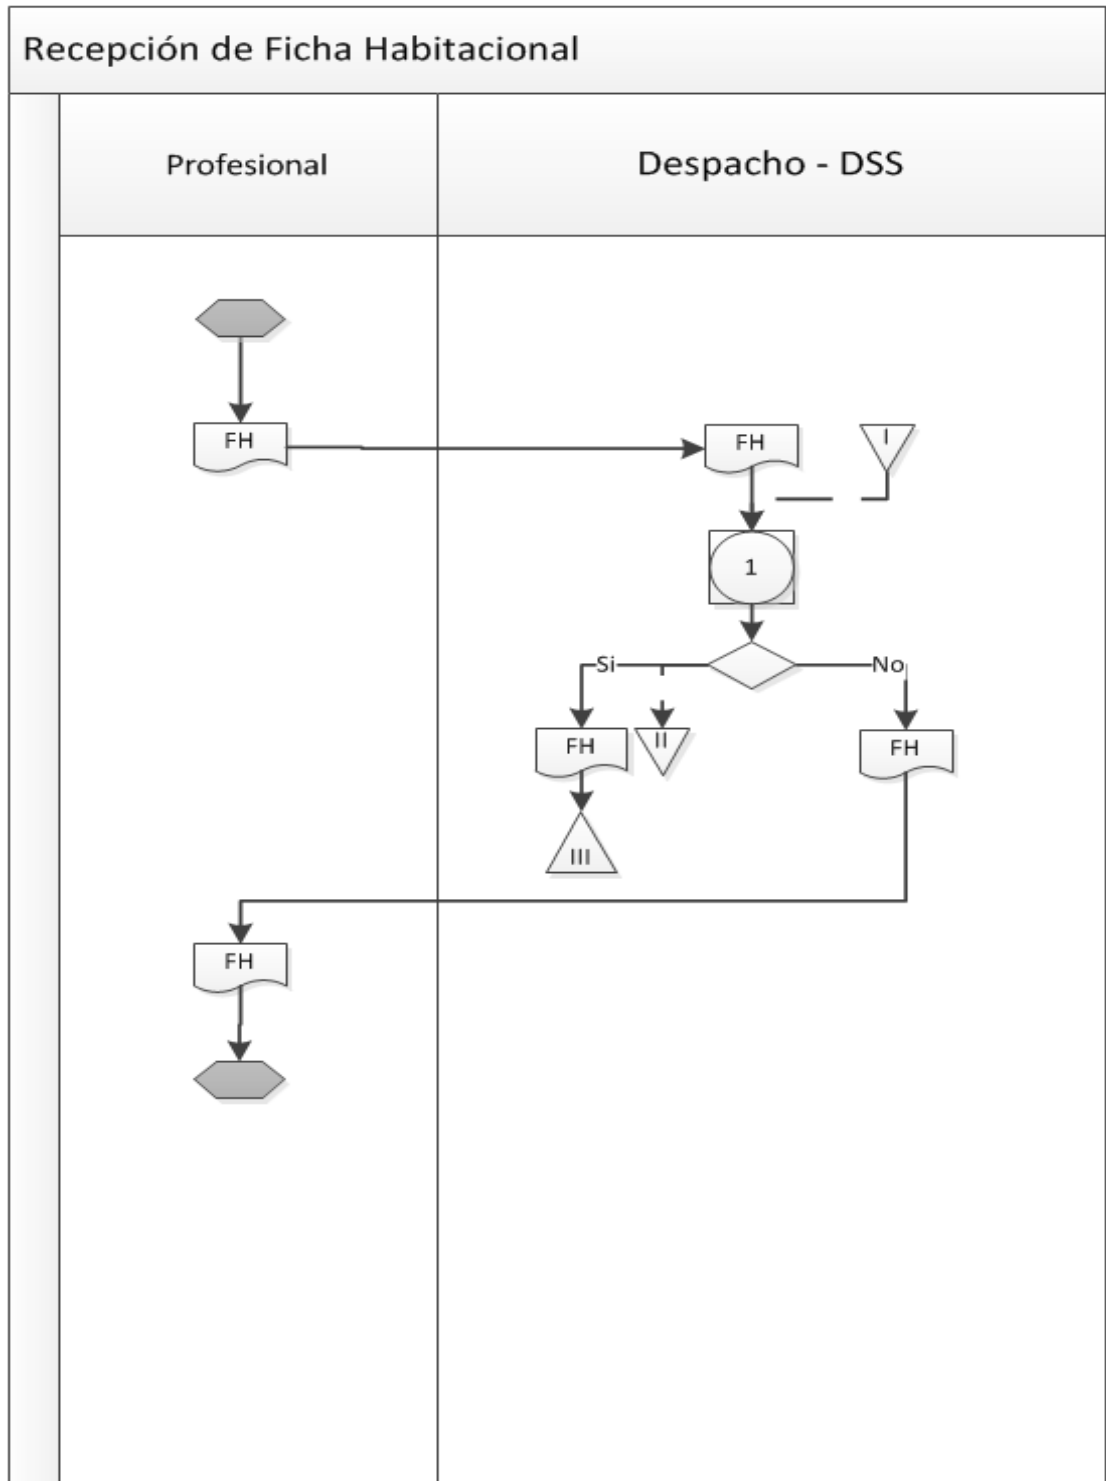 Recepción de Ficha Habitacional
Profesional
Despacho - DSS
FH
FH
I
1
Si
No
FH
II
FH
III
FH